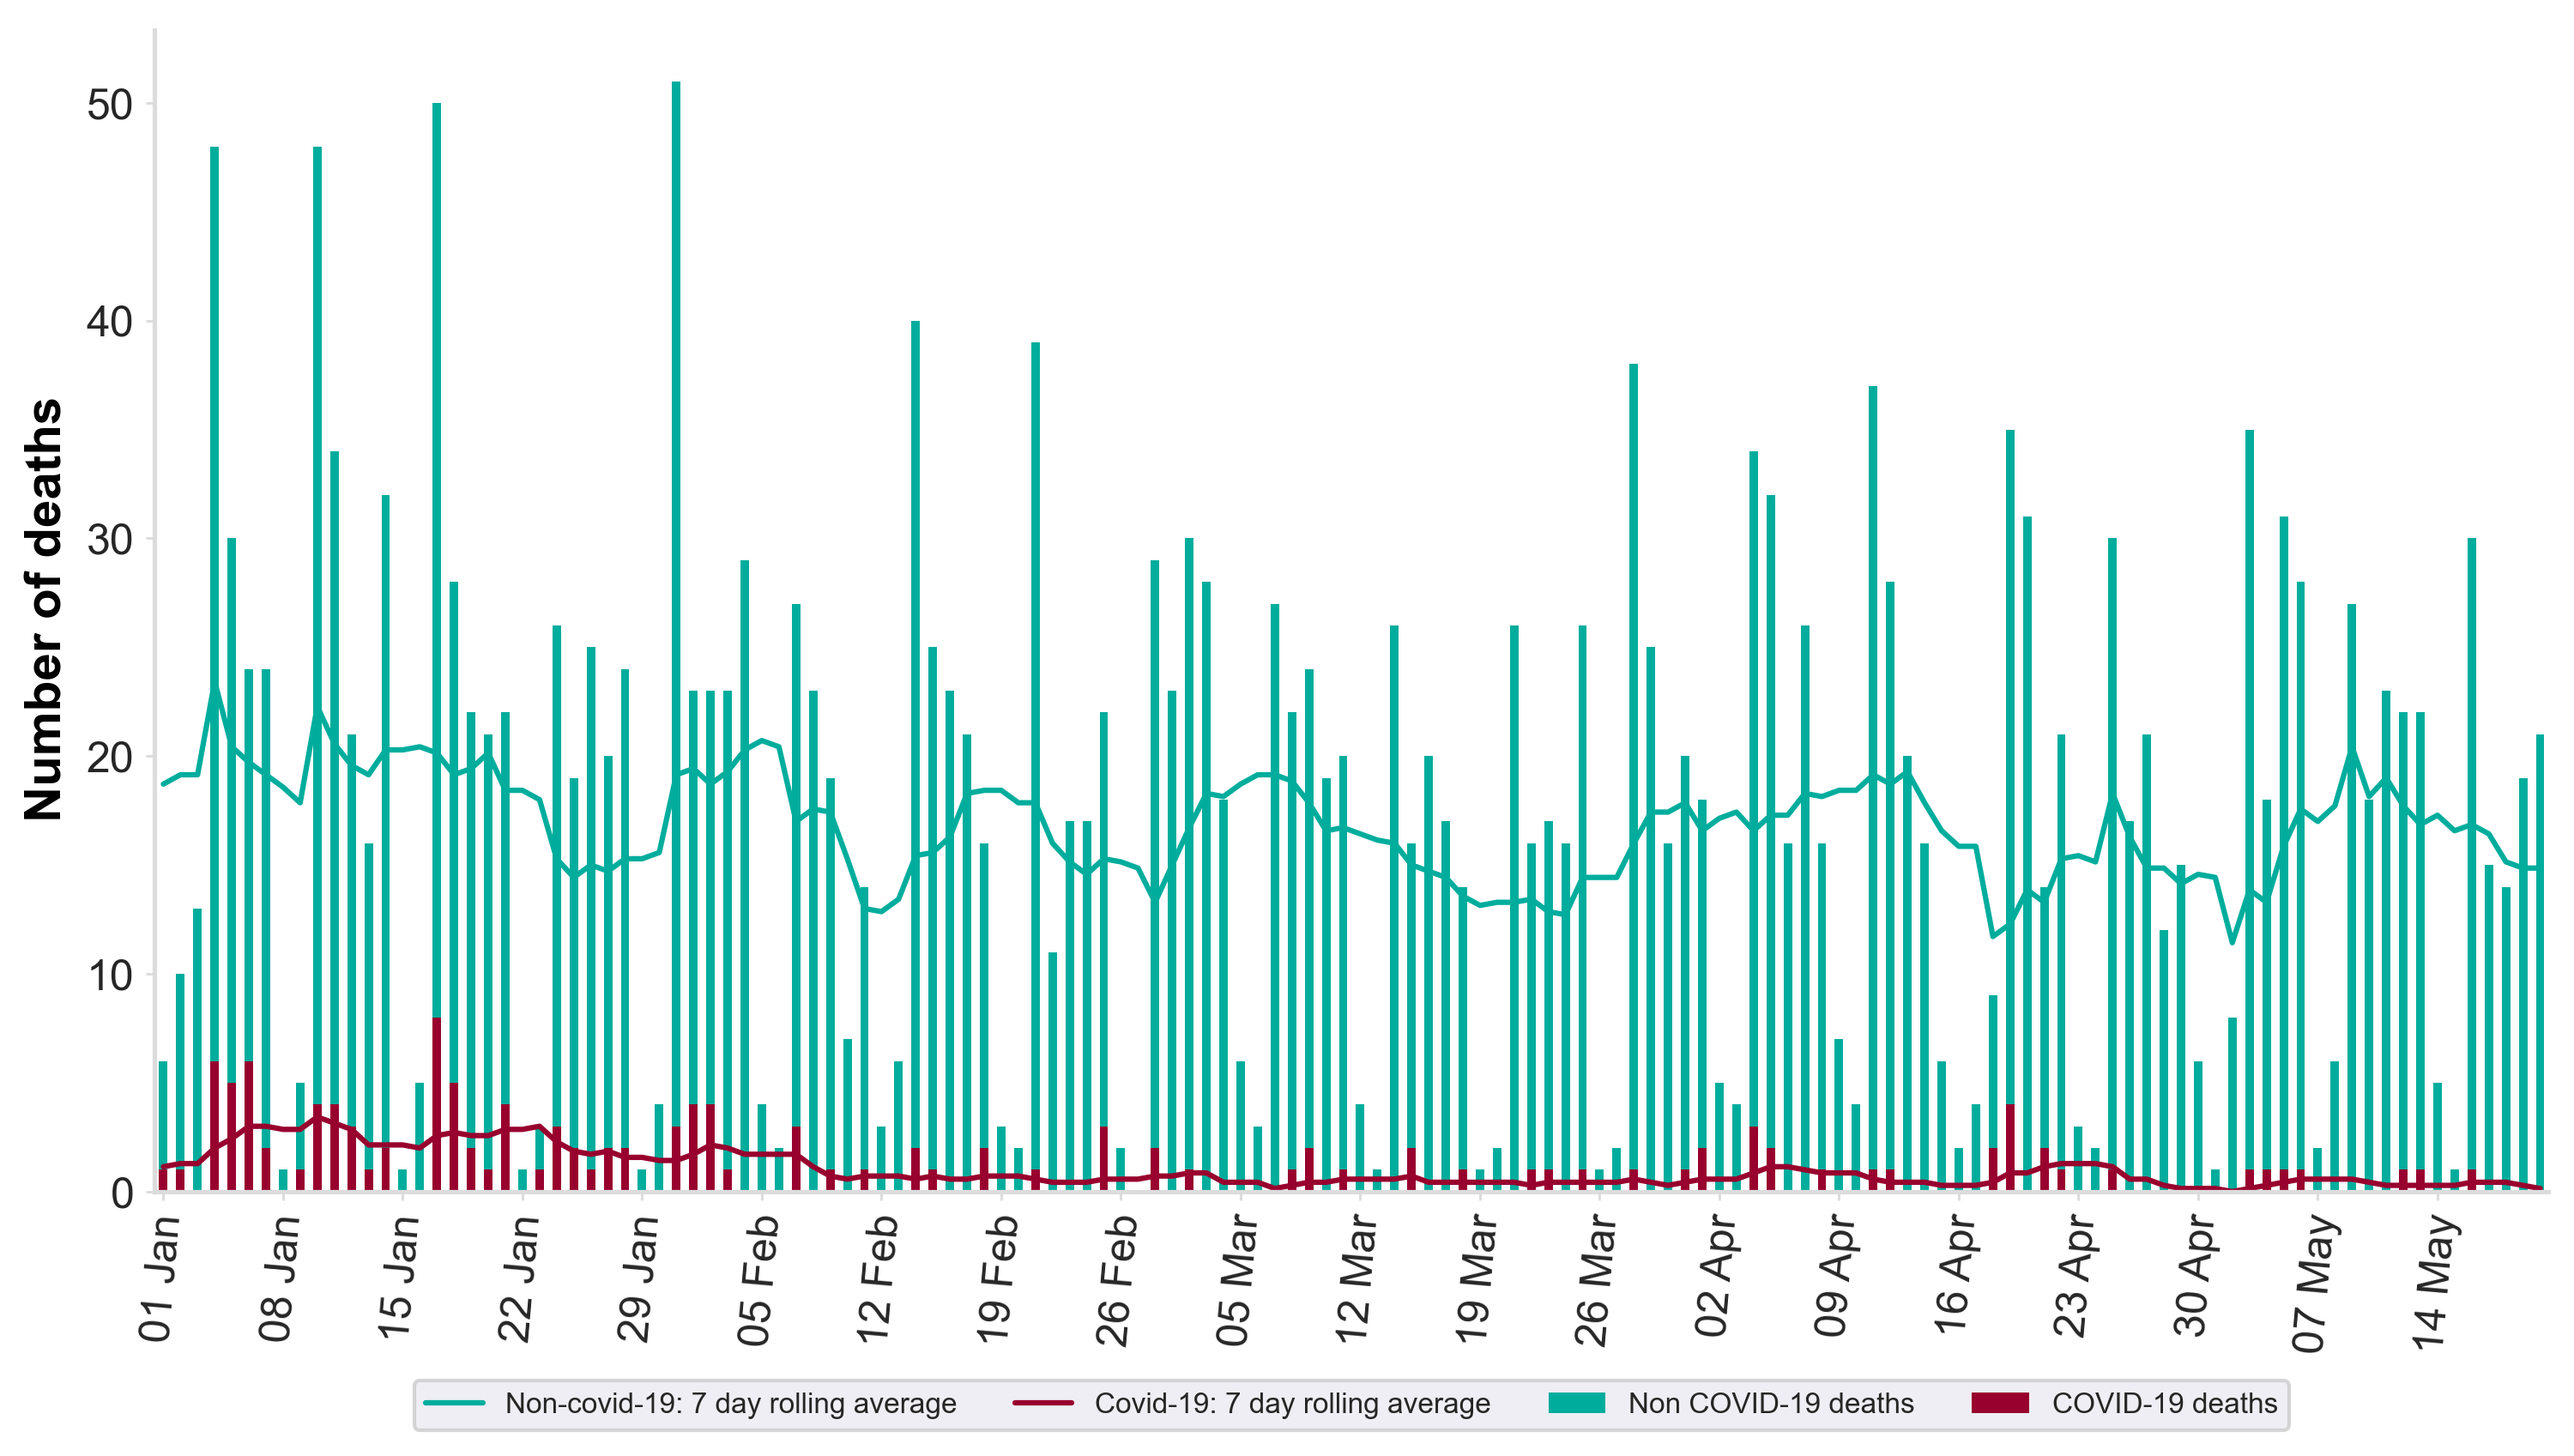 Number of deaths
50
40
30
20
10
0
01 Jan
08 Jan
15 Jan
22 Jan
29 Jan
05 Feb
12 Feb
19 Feb
26 Feb
05 Mar
12 Mar
19 Mar
26 Mar
02 Apr
09 Apr
16 Apr
23 Apr
30 Apr
07 May
14 May
Non-covid-19: 7 day rolling average
Covid-19: 7 day rolling average
Non COVID-19 deaths
COVID-19 deaths